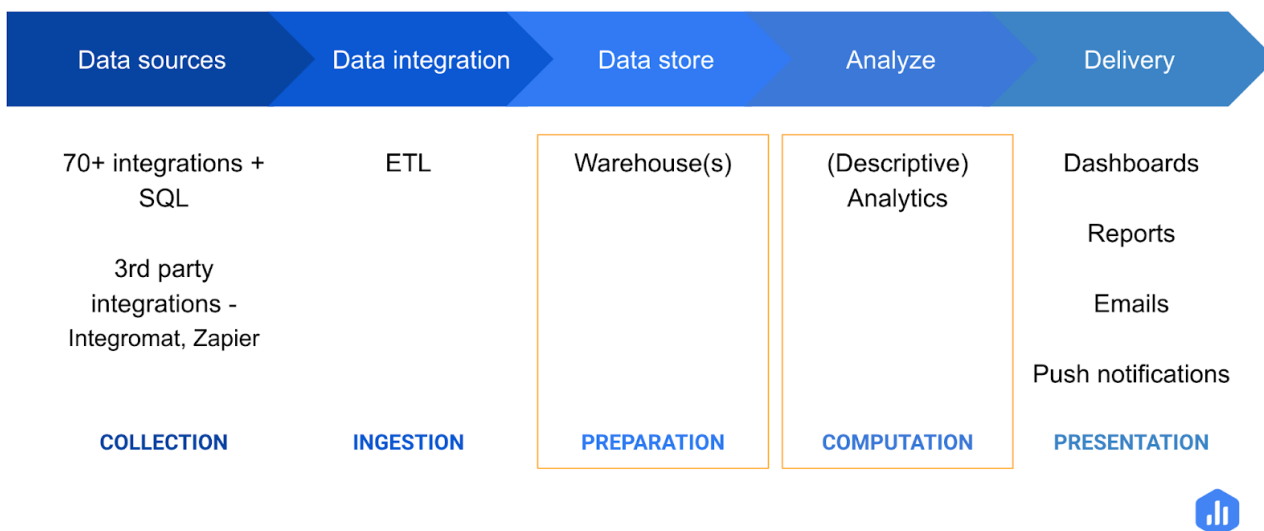 Data sources
Data integration
Data store
Analyze
Delivery
70+ integrations +
SQL
3rd party
integrations -
Integromat, Zapier
COLLECTION
ETL
INGESTION
Warehouse(s)
PREPARATION
(Descriptive)
Analytics
COMPUTATION
Dashboards
Reports
Emails
Push notifications
PRESENTATION